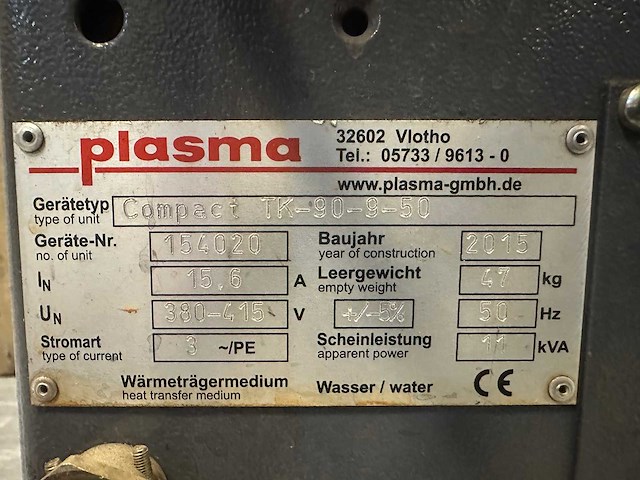 plasma
32602 Vlotho
Tel.: 05733 / 9613 - 0
www.plasma-gmbh.de
Gerätetyp Compact TK-90-9-50
type of unit
Geräte-Nr. 154020 Baujahr 2015
no. of unit year of construction
IN 15.6 A Leergewicht 47 kg
empty weight
UN 380-415 V +/-5% 50 Hz
Stromart 3 ~/PE Scheinleistung 11 kVA
type of current apparent power
Wärmeträgermedium Wasser / water CE
heat transfer medium